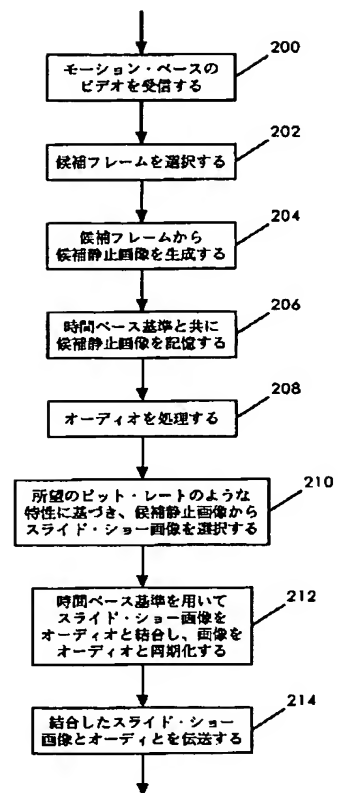 200
モーション・ベースの
ビデオを受信する
202
候補フレームを選択する
204
候補フレームから
候補静止画像を生成する
206
時間ベース基準と共に
候補静止画像を記憶する
208
オーディオを処理する
210
所望のビット・レートのような
特性に基づき、候補静止画像から
スライド・ショー画像を選択する
212
時間ベース基準を用いて
スライド・ショー画像を
オーディオと結合し、画像を
オーディオと同期化する
214
結合したスライド・ショー
画像とオーディとを伝送する